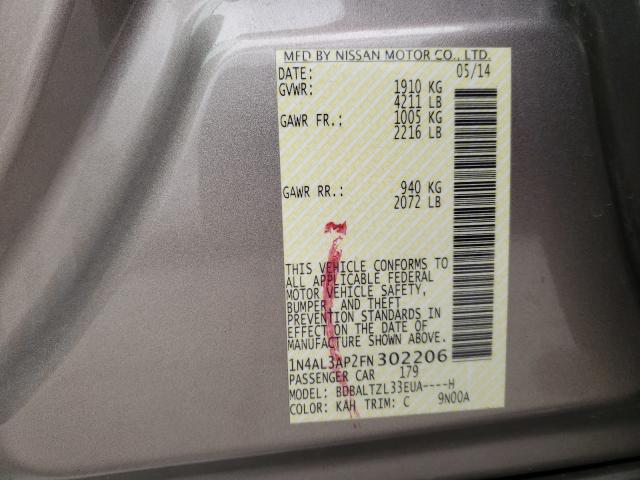 MFD BY NISSAN MOTOR CO., LTD.
DATE: 05/14
GVWR: 1910 KG
4211 LB
GAWR FR.: 1005 KG
2216 LB
GAWR RR.: 940 KG
2072 LB
THIS VEHICLE CONFORMS TO
ALL APPLICABLE FEDERAL
MOTOR VEHICLE SAFETY,
BUMPER, AND THEFT
PREVENTION STANDARDS IN
EFFECT ON THE DATE OF
MANUFACTURE SHOWN ABOVE.
1N4AL3AP2FN302206
PASSENGER CAR 179
MODEL: BDBALTZL33EUA----H
COLOR: KAH TRIM: C 9N00A